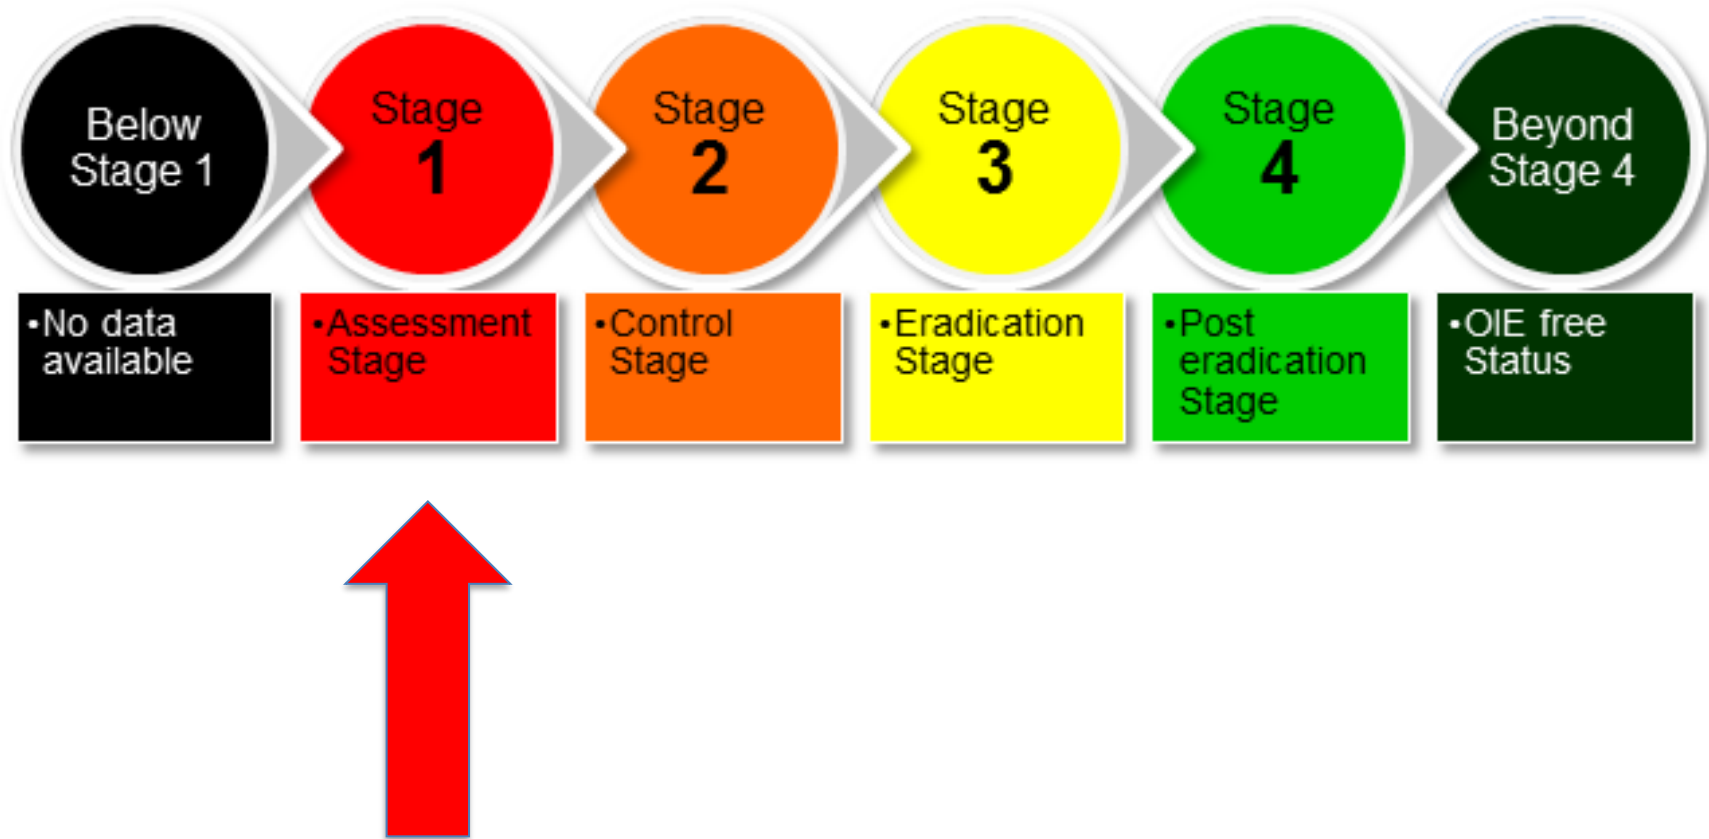 Below
Stage 1
Stage
1
Stage
2
Stage
3
Stage
4
Beyond
Stage 4
•No data
available
•Assessment
Stage
•Control
Stage
•Eradication
Stage
•Post
eradication
Stage
•OIE free
Status